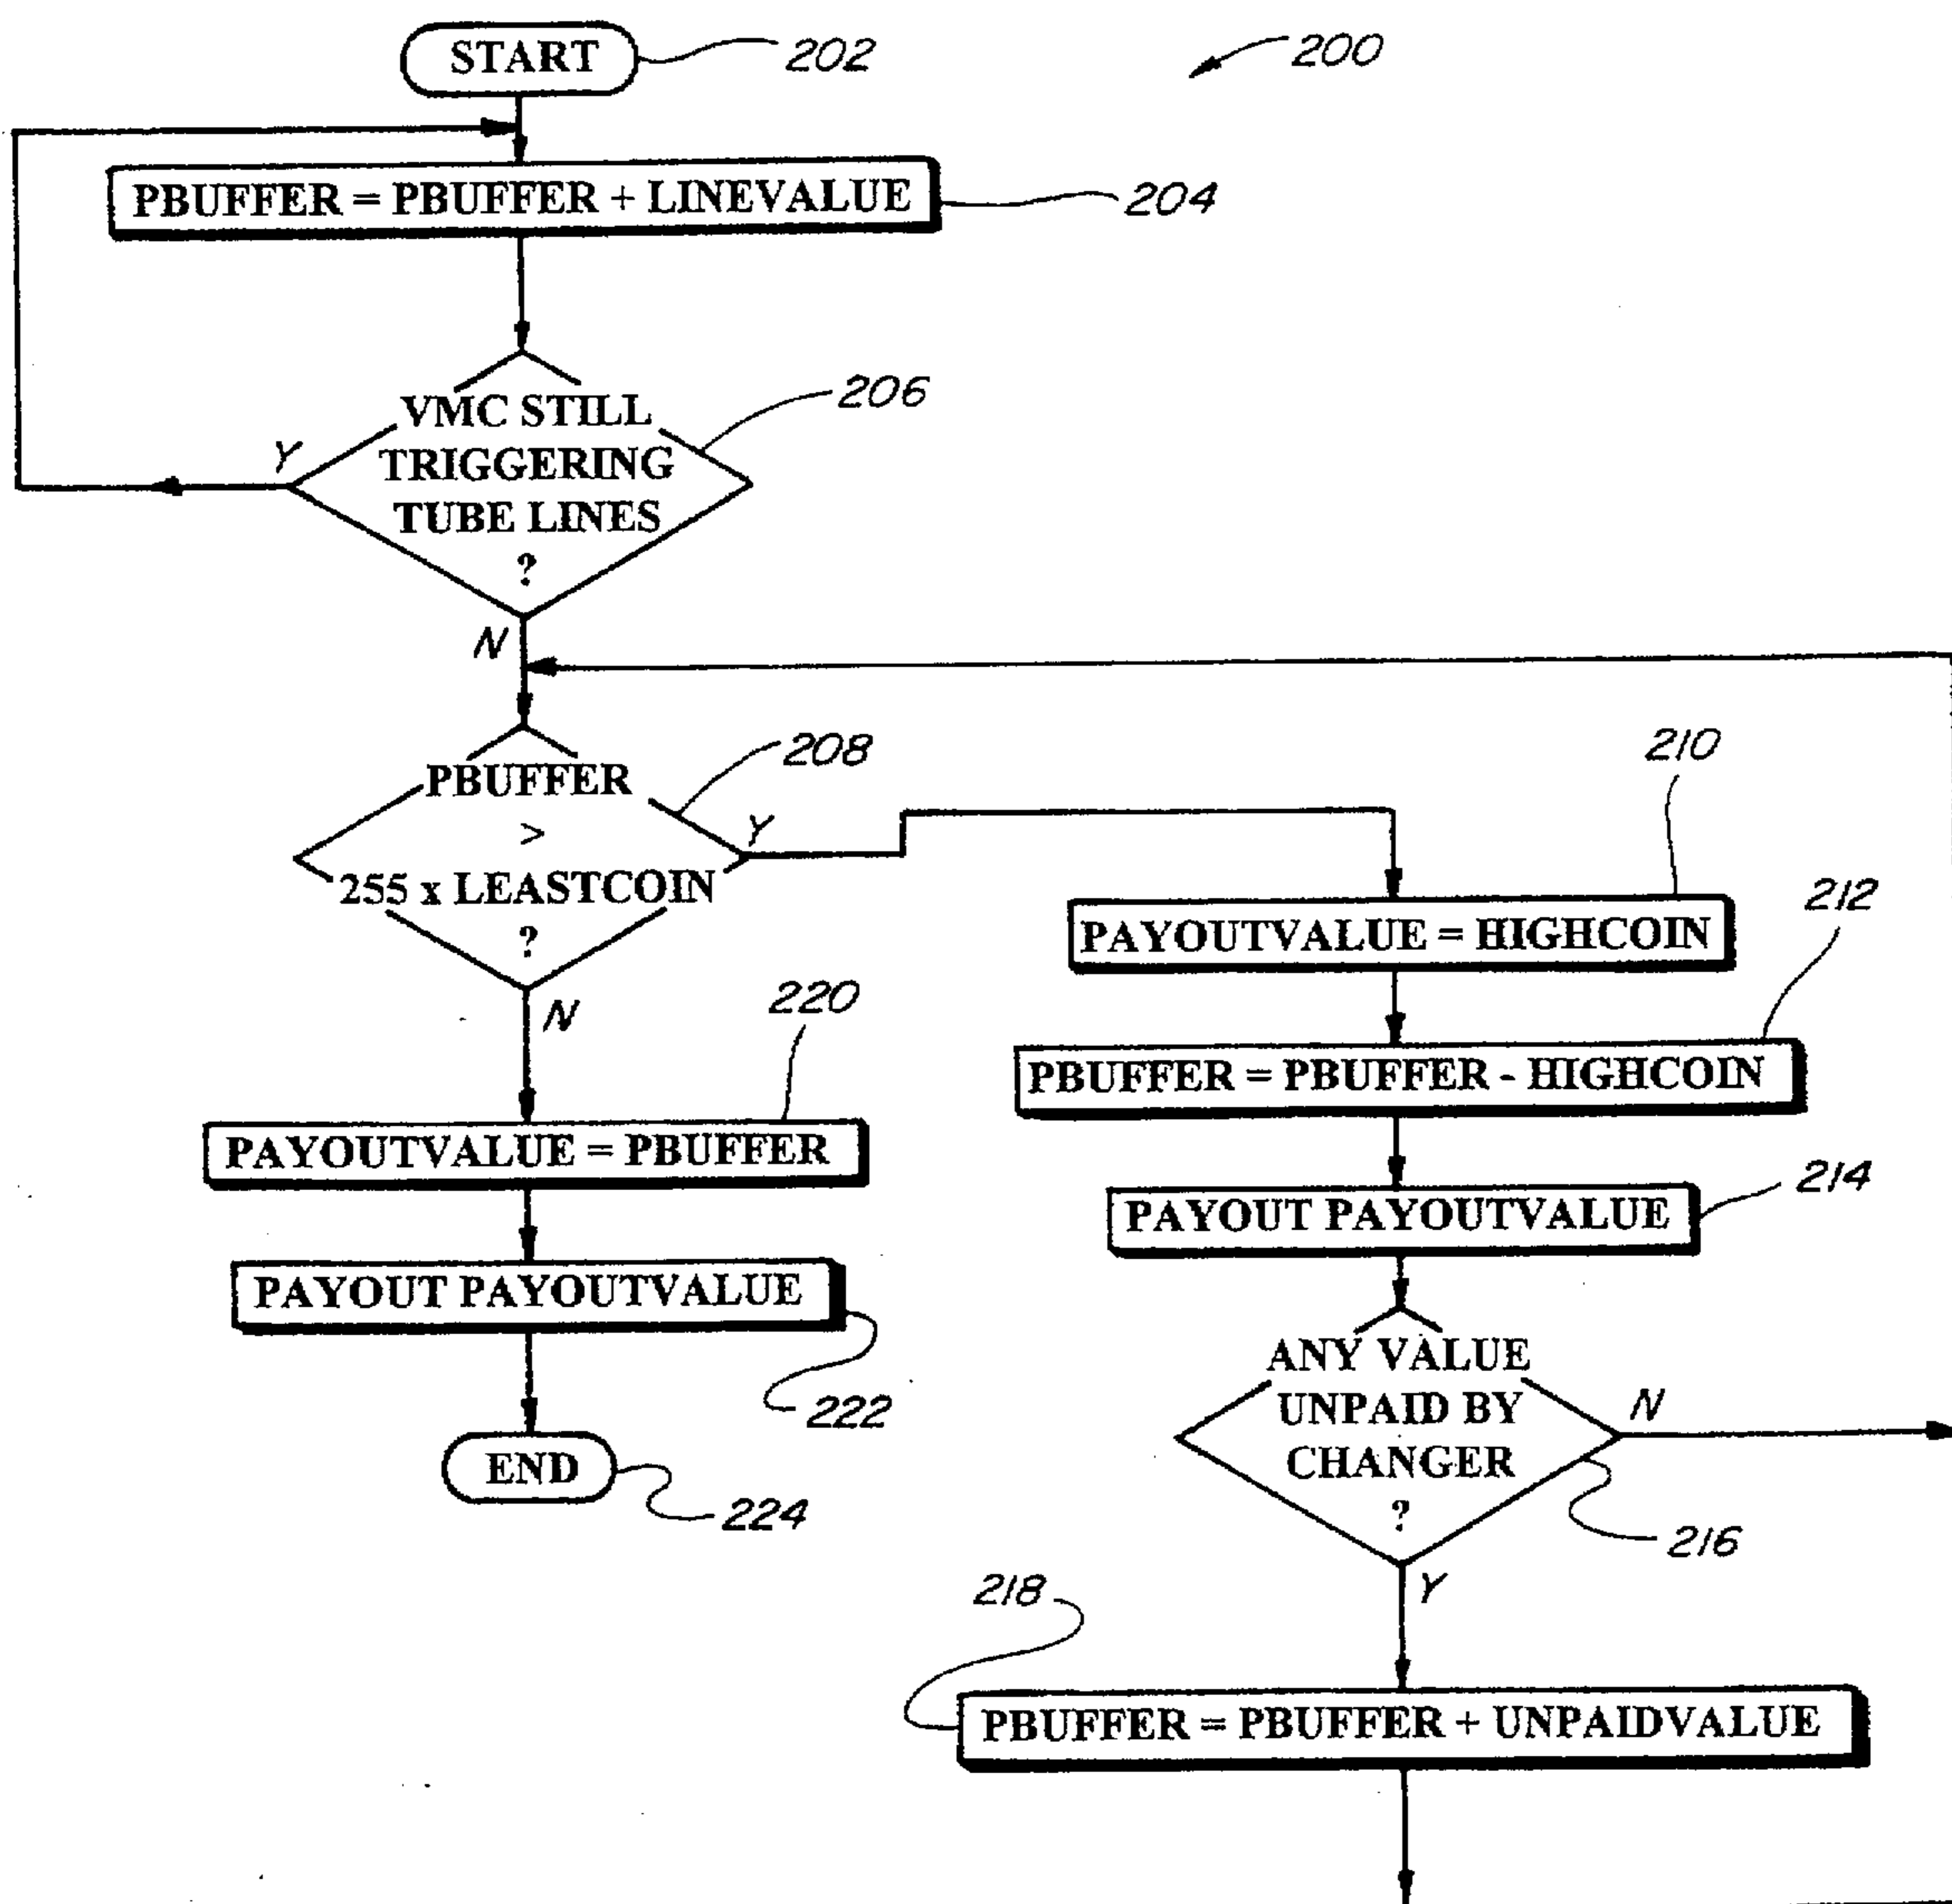 START
202
200
PBUFFER = PBUFFER + LINEVALUE
204
VMC STILL
TRIGGERING
TUBE LINES
?
206
Y
N
PBUFFER
>
255 x LEASTCOIN
?
208
Y
N
210
PAYOUTVALUE = HIGHCOIN
212
PBUFFER = PBUFFER - HIGHCOIN
214
PAYOUT PAYOUTVALUE
ANY VALUE
UNPAID BY
CHANGER
?
N
216
Y
218
PBUFFER = PBUFFER + UNPAIDVALUE
220
PAYOUTVALUE = PBUFFER
PAYOUT PAYOUTVALUE
222
END
224